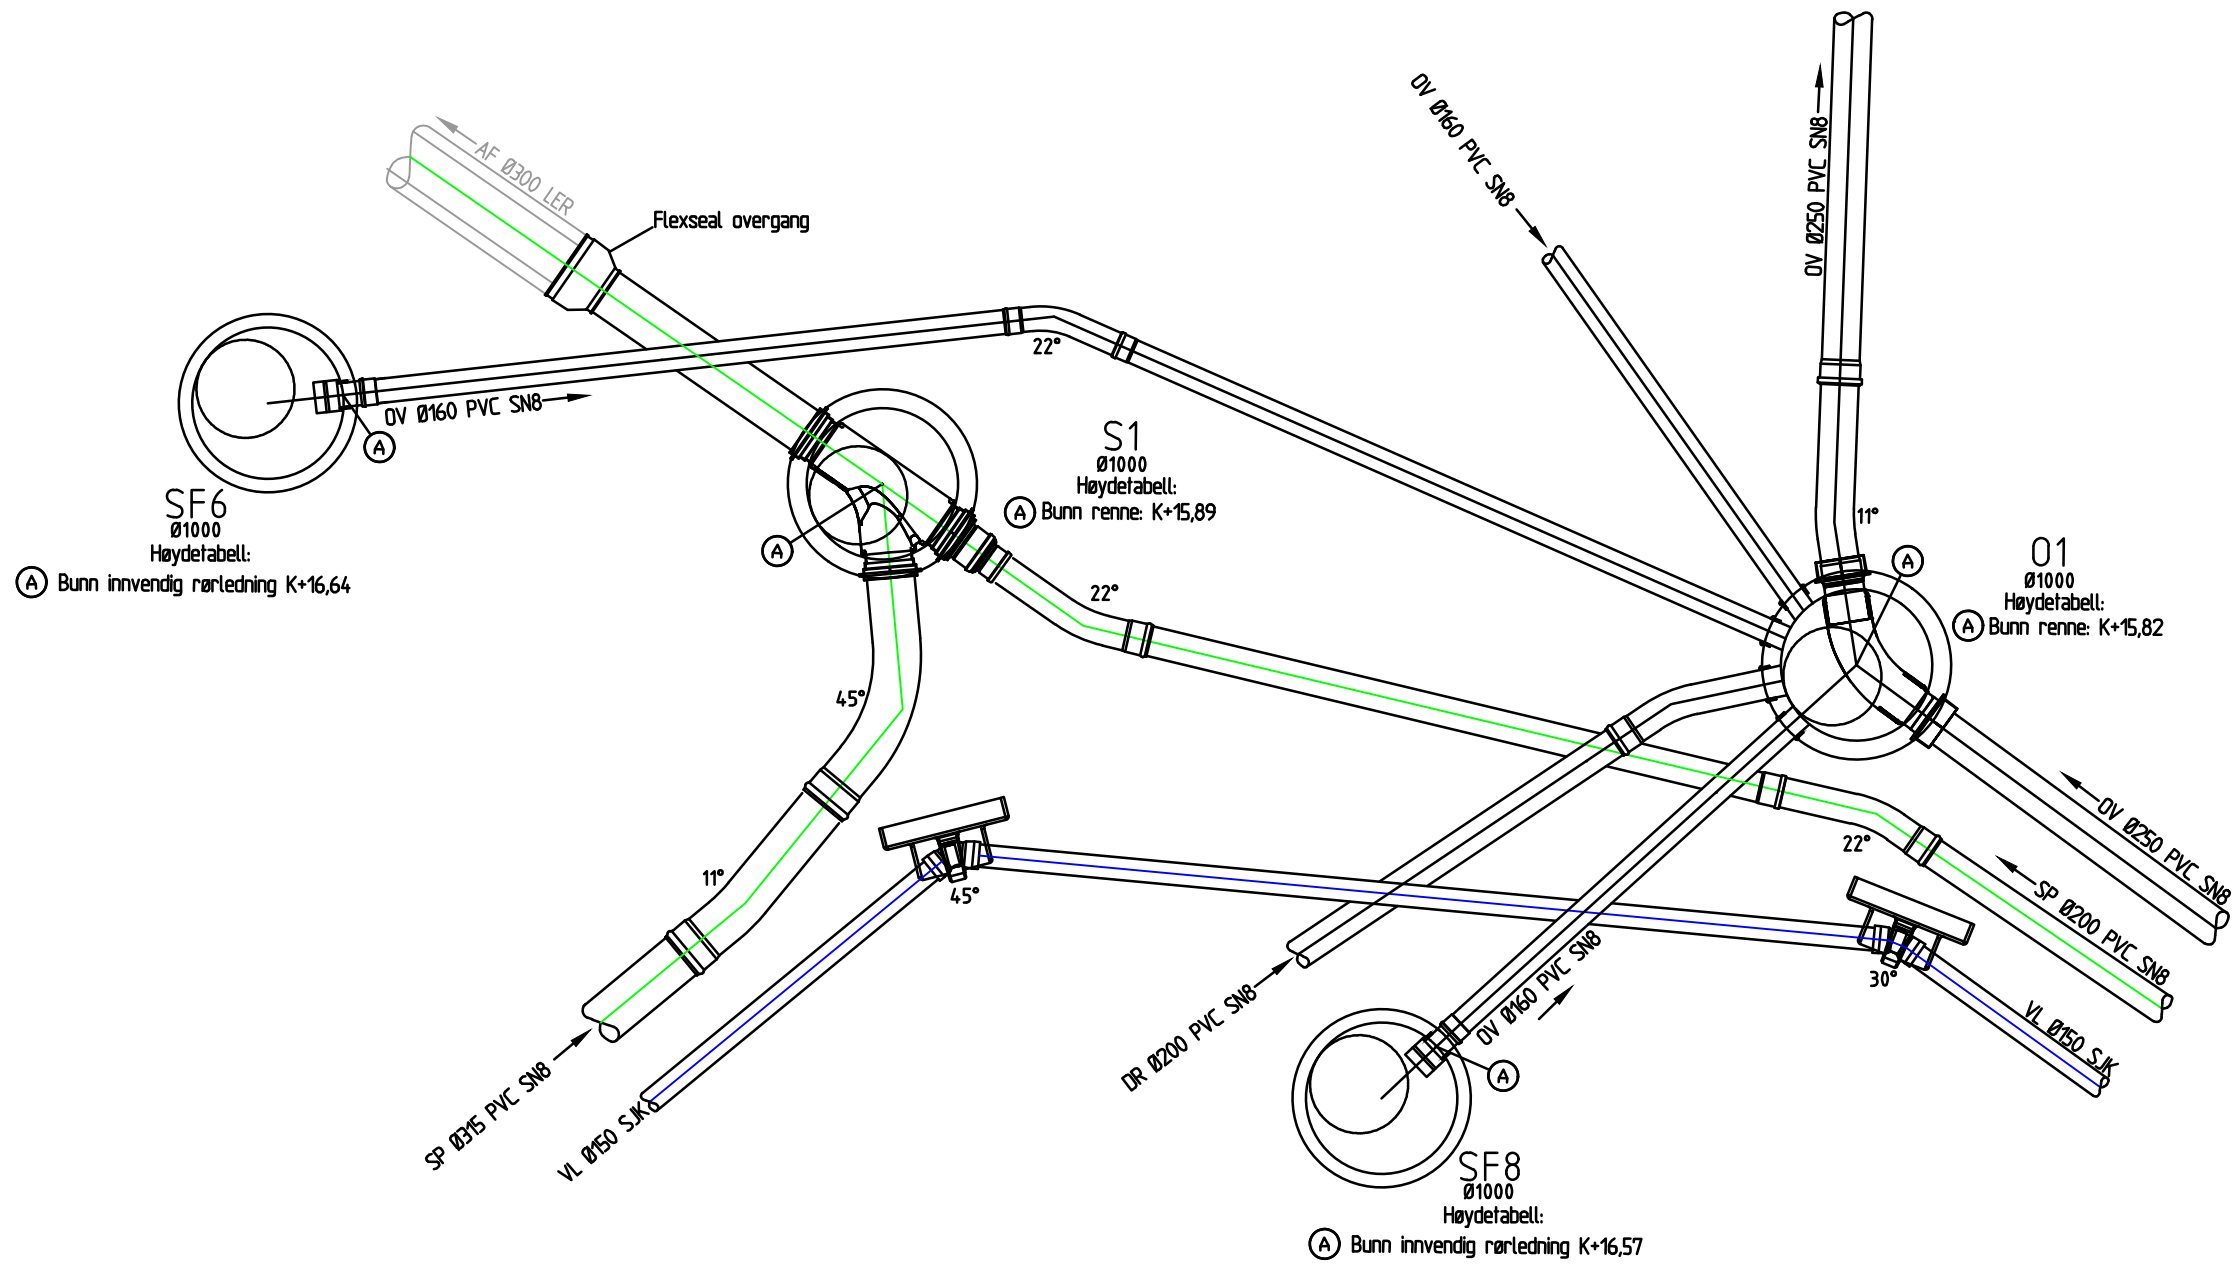 AF Ø300 LER
Flexseal overgang
OV Ø160 PVC SN8
OV Ø250 PVC SN8
22°
OV Ø160 PVC SN8
A
SF6
Ø1000
Høydetabell:
A Bunn innvendig rørledning K+16,64
S1
Ø1000
Høydetabell:
A Bunn renne: K+15,89
A
22°
11°
A
O1
Ø1000
Høydetabell:
A Bunn renne: K+15,82
45°
11°
45°
22°
30°
OV Ø250 PVC SN8
SP Ø200 PVC SN8
VL Ø150 SJK
SP Ø315 PVC SN8
VL Ø150 SJK
DR Ø200 PVC SN8
OV Ø160 PVC SN8
A
SF8
Ø1000
Høydetabell:
A Bunn innvendig rørledning K+16,57